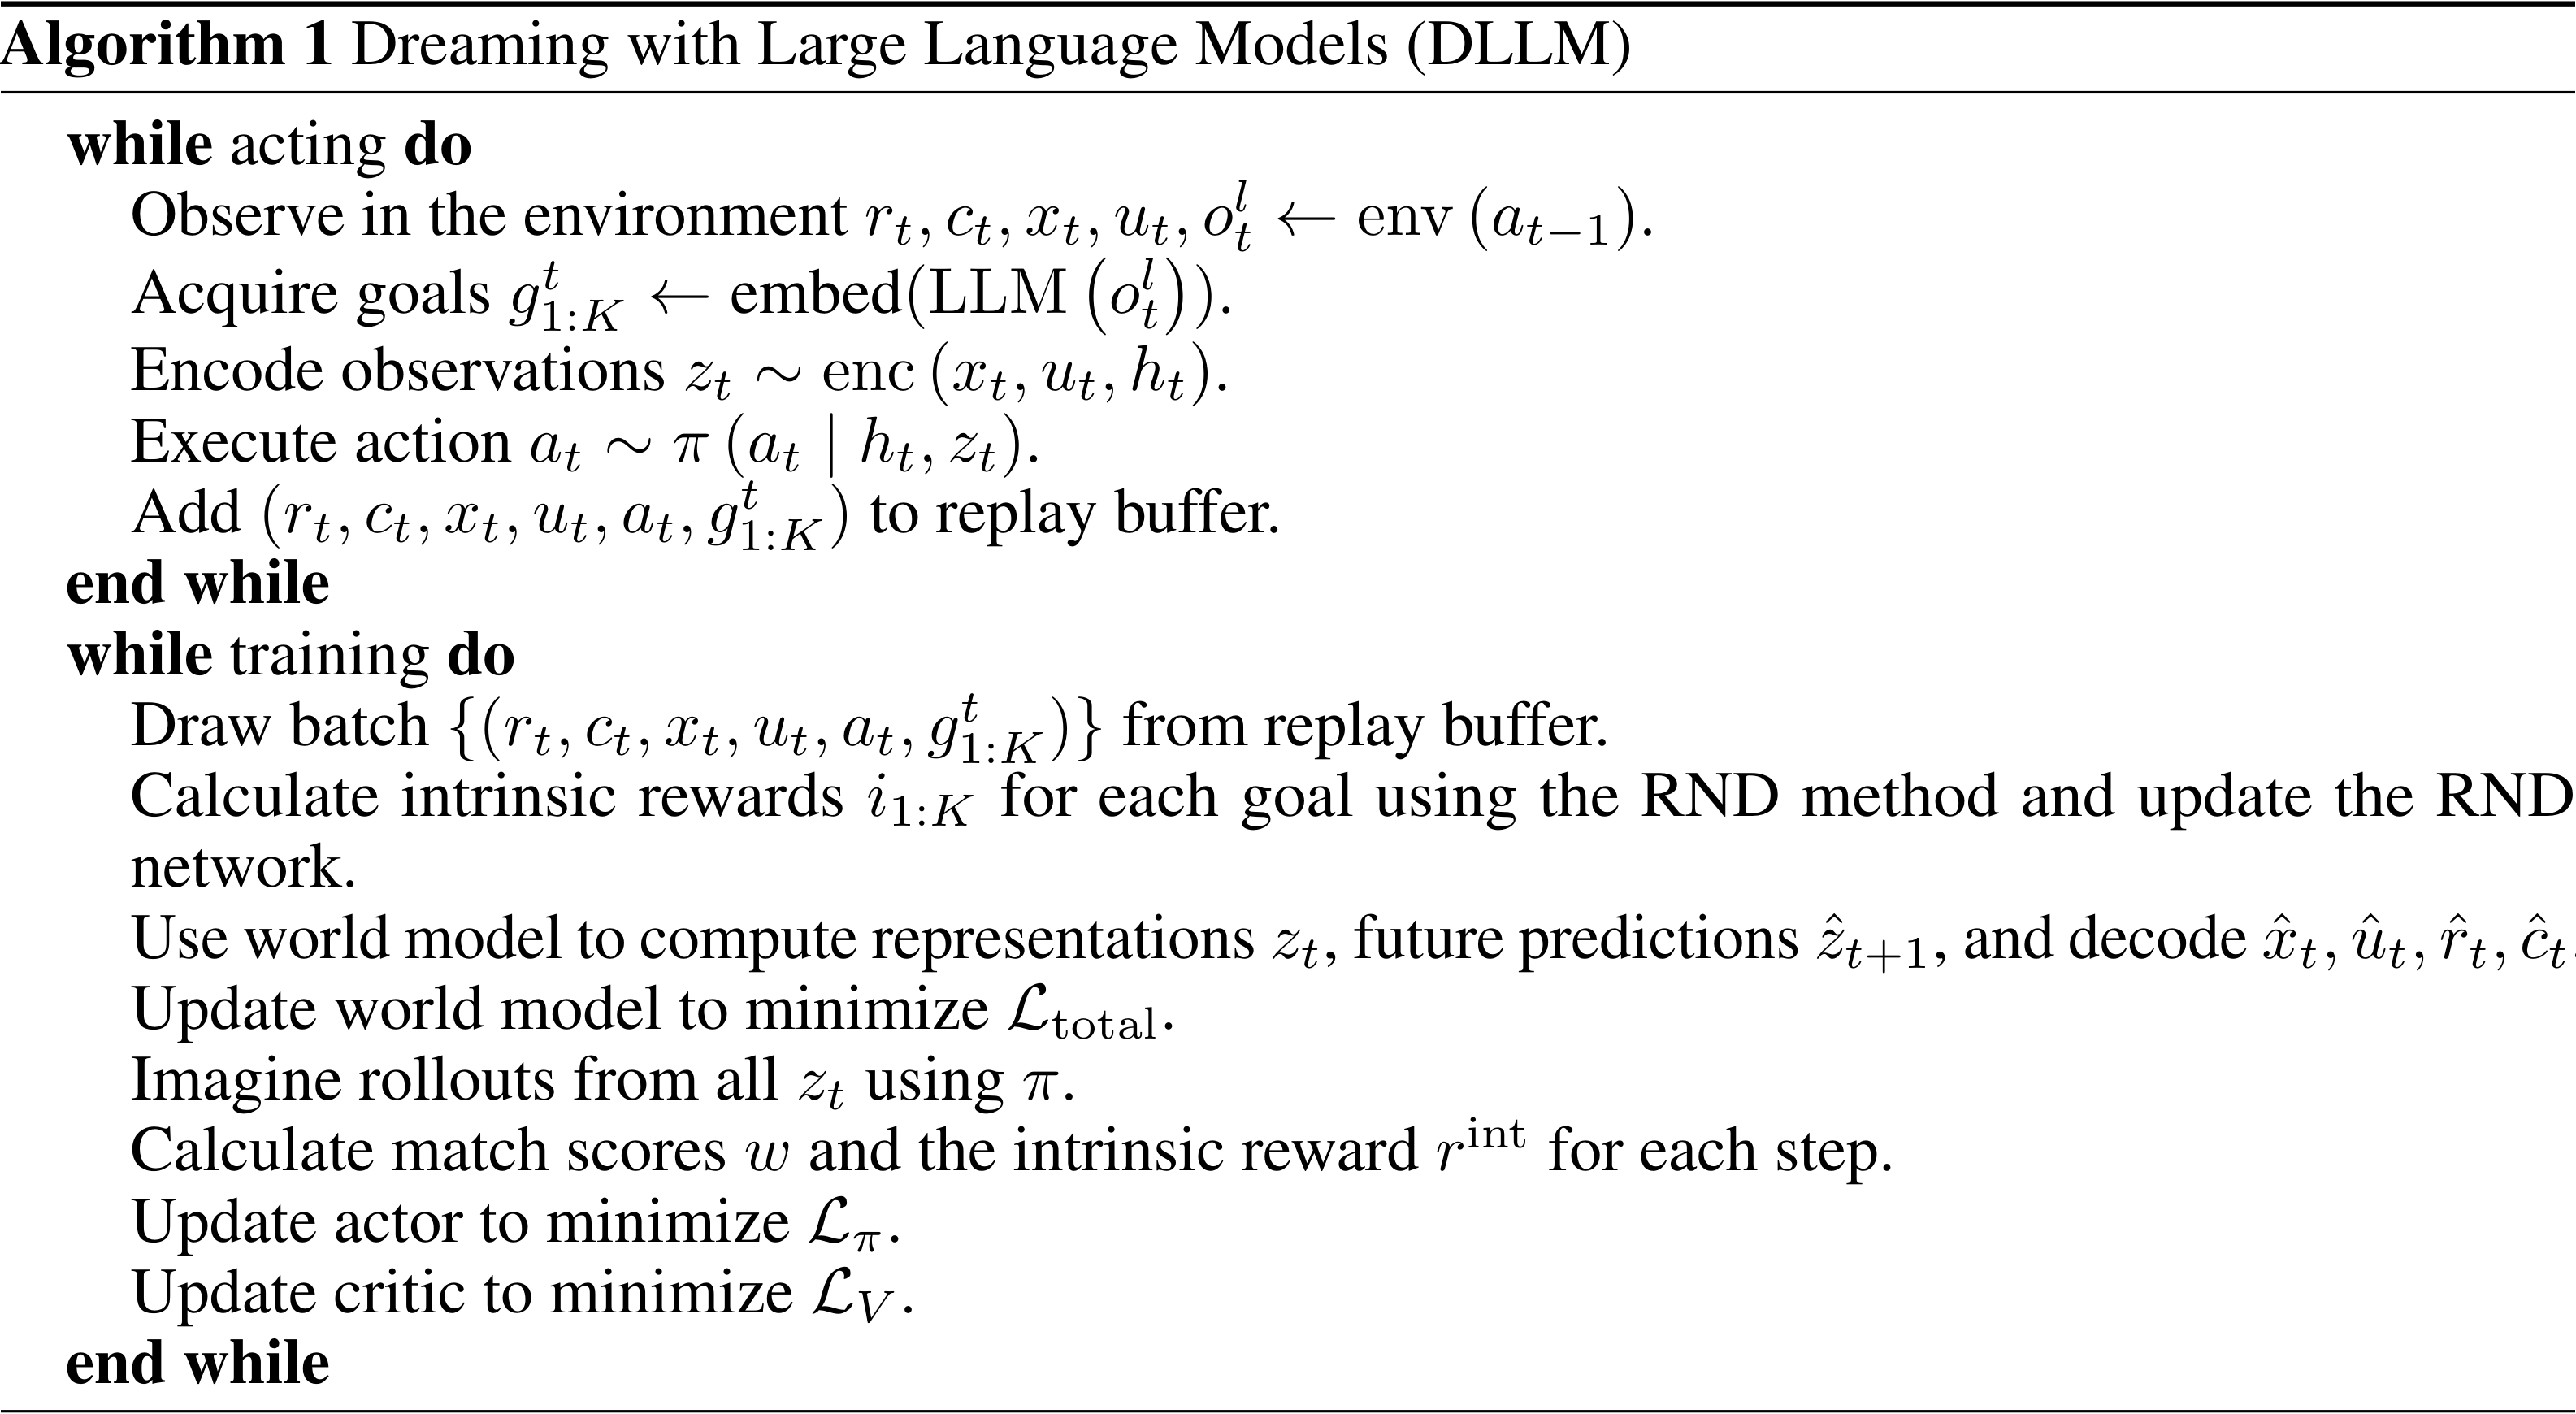 Algorithm 1 Dreaming with Large Language Models (DLLM)
while acting do
Observe in the environment $r_t, c_t, x_t, u_t, o_t^l \leftarrow \mathrm{env}\,(a_{t-1})$.
Acquire goals $g_{1:K}^t \leftarrow \text{embed}(\mathrm{LLM}\,(o_t^l))$.
Encode observations $z_t \sim \mathrm{enc}\,(x_t, u_t, h_t)$.
Execute action $a_t \sim \pi\,(a_t \mid h_t, z_t)$.
Add $(r_t, c_t, x_t, u_t, a_t, g_{1:K}^t)$ to replay buffer.
end while
while training do
Draw batch $\{(r_t, c_t, x_t, u_t, a_t, g_{1:K}^t)\}$ from replay buffer.
Calculate intrinsic rewards $i_{1:K}$ for each goal using the RND method and update the RND
network.
Use world model to compute representations $z_t$, future predictions $\hat{z}_{t+1}$, and decode $\hat{x}_t, \hat{u}_t, \hat{r}_t, \hat{c}_t$.
Update world model to minimize $\mathcal{L}_{\mathrm{total}}$.
Imagine rollouts from all $z_t$ using $\pi$.
Calculate match scores $w$ and the intrinsic reward $r^{\mathrm{int}}$ for each step.
Update actor to minimize $\mathcal{L}_\pi$.
Update critic to minimize $\mathcal{L}_V$.
end while